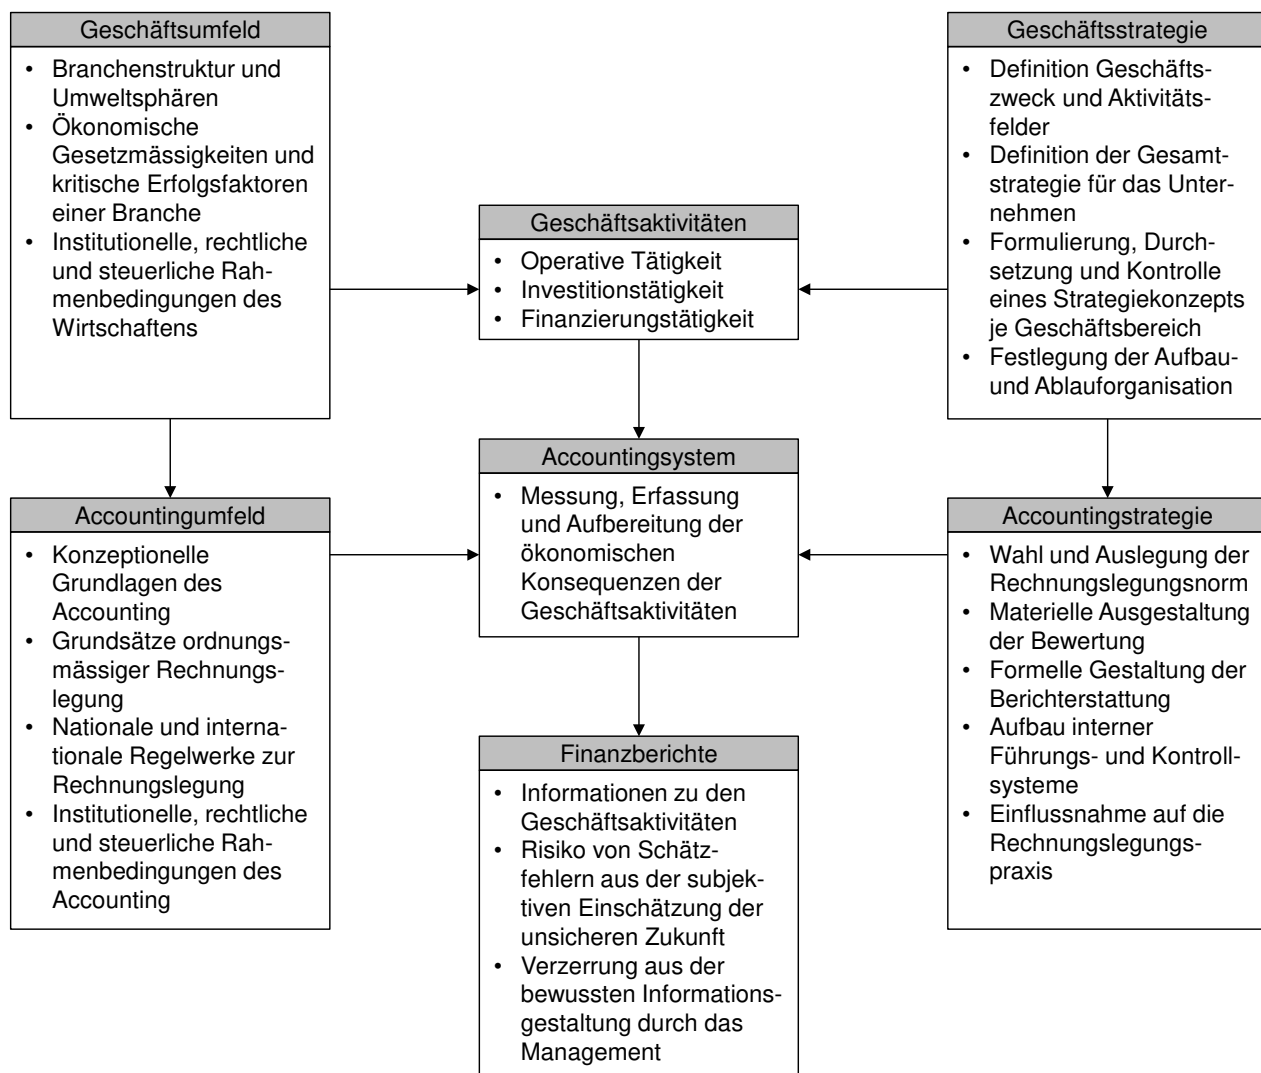 Geschäftsumfeld
• Branchenstruktur und
Umweltsphären
• Ökonomische
Gesetzmässigkeiten und
kritische Erfolgsfaktoren
einer Branche
• Institutionelle, rechtliche
und steuerliche Rah-
menbedingungen des
Wirtschaftens
Geschäftsstrategie
• Definition Geschäfts-
zweck und Aktivitäts-
felder
• Definition der Gesamt-
strategie für das Unter-
nehmen
• Formulierung, Durch-
setzung und Kontrolle
eines Strategiekonzepts
je Geschäftsbereich
• Festlegung der Aufbau-
und Ablauforganisation
Geschäftsaktivitäten
• Operative Tätigkeit
• Investitionstätigkeit
• Finanzierungstätigkeit
Accountingsystem
• Messung, Erfassung
und Aufbereitung der
ökonomischen
Konsequenzen der
Geschäftsaktivitäten
Accountingumfeld
• Konzeptionelle
Grundlagen des
Accounting
• Grundsätze ordnungs-
mässiger Rechnungs-
legung
• Nationale und interna-
tionale Regelwerke zur
Rechnungslegung
• Institutionelle, rechtliche
und steuerliche Rah-
menbedingungen des
Accounting
Accountingstrategie
• Wahl und Auslegung der
Rechnungslegungsnorm
• Materielle Ausgestaltung
der Bewertung
• Formelle Gestaltung der
Berichterstattung
• Aufbau interner
Führungs- und Kontroll-
systeme
• Einflussnahme auf die
Rechnungslegungs-
praxis
Finanzberichte
• Informationen zu den
Geschäftsaktivitäten
• Risiko von Schätz-
fehlern aus der subjek-
tiven Einschätzung der
unsicheren Zukunft
• Verzerrung aus der
bewussten Informations-
gestaltung durch das
Management